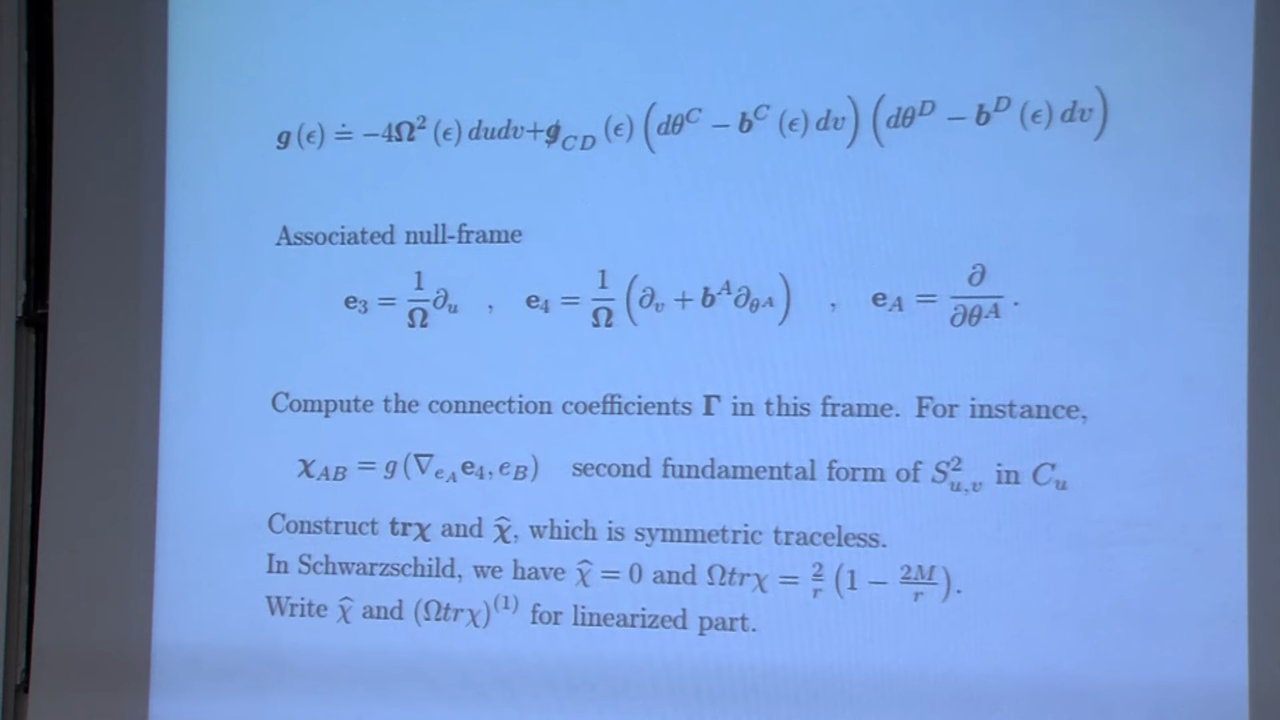 g (ϵ) ≐ −4Ω² (ϵ) dudv+g̸_CD (ϵ) (dθ^C − b^C (ϵ) dv) (dθ^D − b^D (ϵ) dv)
Associated null-frame
e₃ = 1/Ω ∂ᵤ , e₄ = 1/Ω (∂ᵥ + b^A ∂_θ^A) , e_A = ∂/∂θ^A .
Compute the connection coefficients Γ in this frame. For instance,
χ_AB = g (∇_e_A e₄, e_B) second fundamental form of S²_u,v in C_u
Construct trχ and χ̂, which is symmetric traceless.
In Schwarzschild, we have χ̂ = 0 and Ωtrχ = 2/r (1 − 2M/r).
Write χ̂ and (Ωtrχ)^(1) for linearized part.